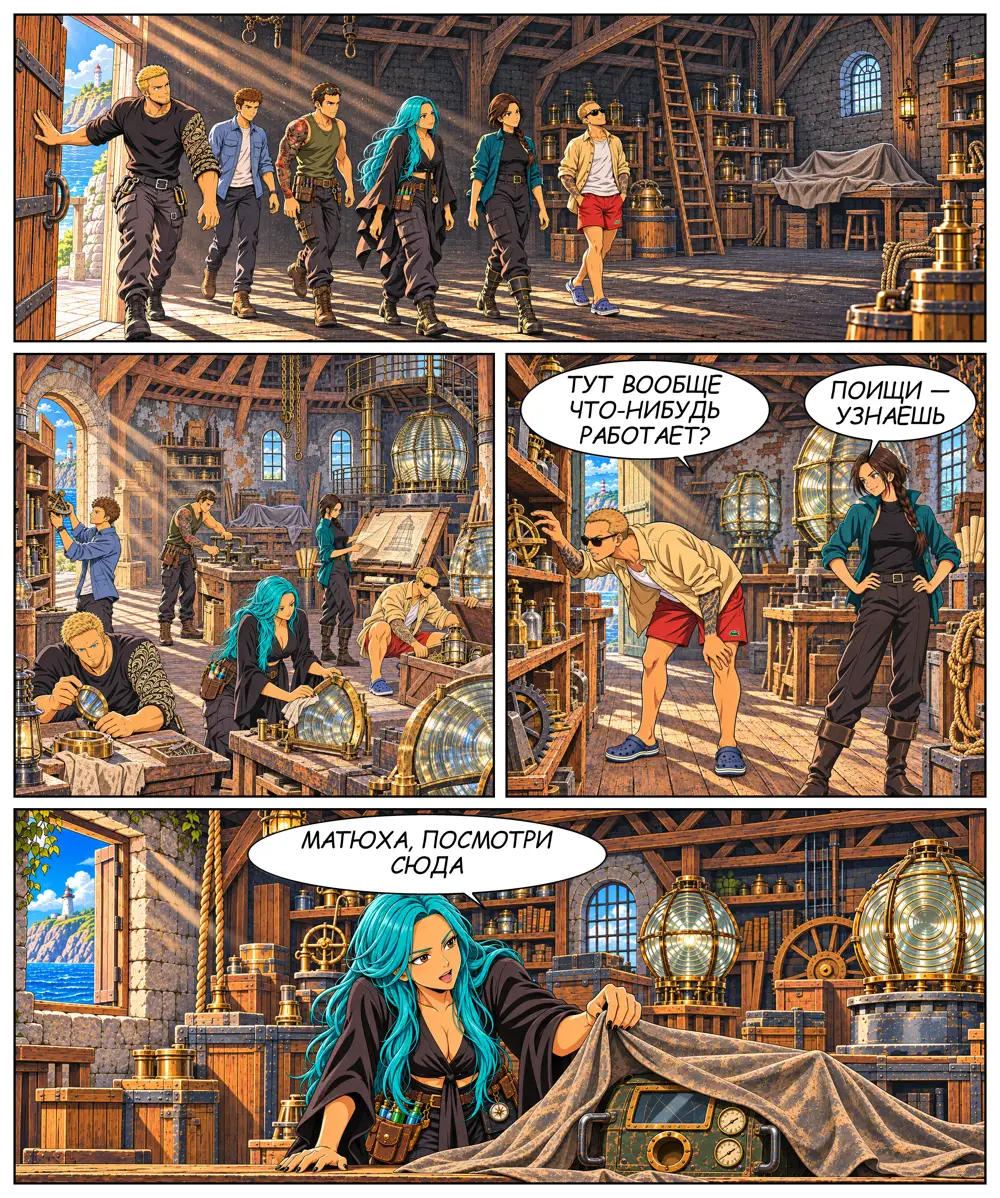 ТУТ ВООБЩЕ
ЧТО-НИБУДЬ
РАБОТАЕТ?
ПОИЩИ —
УЗНАЕШЬ
МАТЮХА, ПОСМОТРИ
СЮДА